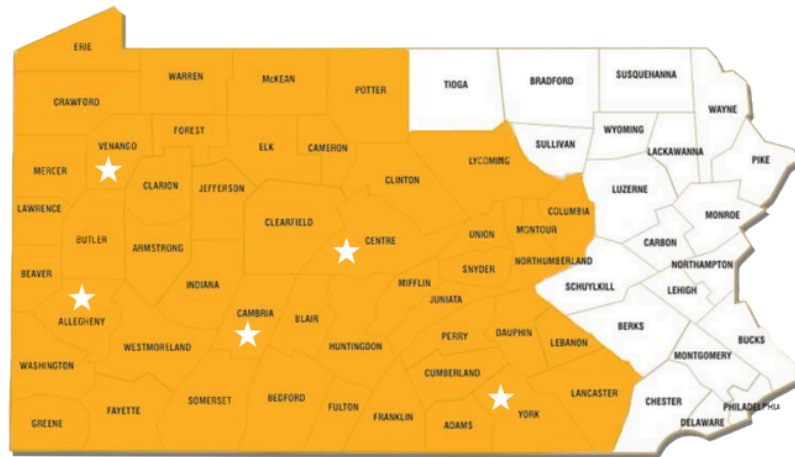 ERIE
WARREN
McKEAN
POTTER
TIOGA
BRADFORD
SUSQUEHANNA
WAYNE
CRAWFORD
VENANGO
FOREST
ELK
CAMERON
SULLIVAN
WYOMING
LACKAWANNA
PIKE
MERCER
CLARION
JEFFERSON
CLINTON
LYCOMING
LUZERNE
LAWRENCE
BUTLER
ARMSTRONG
CLEARFIELD
CENTRE
UNION
MONTOUR
COLUMBIA
MONROE
CARBON
BEAVER
INDIANA
MIFFLIN
SNYDER
NORTHUMBERLAND
NORTHAMPTON
SCHUYLKILL
LEHIGH
ALLEGHENY
CAMBRIA
BLAIR
JUNIATA
WESTMORELAND
HUNTINGDON
PERRY
DAUPHIN
LEBANON
BERKS
BUCKS
MONTGOMERY
WASHINGTON
CUMBERLAND
LANCASTER
GREENE
FAYETTE
SOMERSET
BEDFORD
FULTON
FRANKLIN
ADAMS
YORK
CHESTER
DELAWARE
PHILADELPHIA